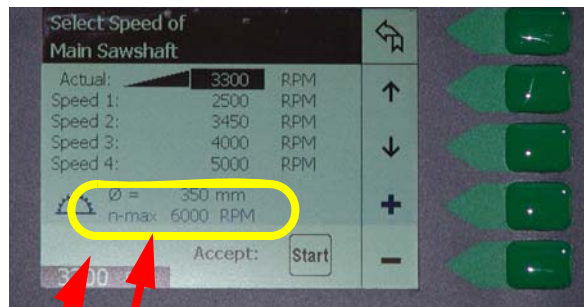 Select Speed of
Main Sawshaft
Actual: 3300 RPM
Speed 1: 2500 RPM
Speed 2: 3450 RPM
Speed 3: 4000 RPM
Speed 4: 5000 RPM
Ø = 350 mm
n-max 6000 RPM
Accept: Start
3300